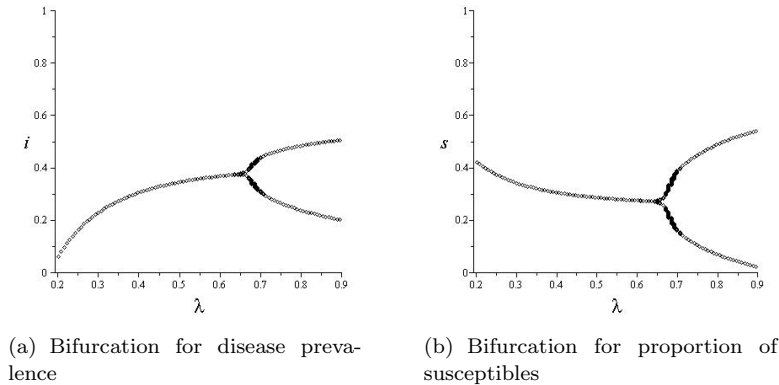 1
0.8
0.6
i
0.4
0.2
0
0.2 0.3 0.4 0.5 0.6 0.7 0.8 0.9
λ
(a) Bifurcation for disease preva-
lence
1
0.8
0.6
s
0.4
0.2
0
0.2 0.3 0.4 0.5 0.6 0.7 0.8 0.9
λ
(b) Bifurcation for proportion of
susceptibles